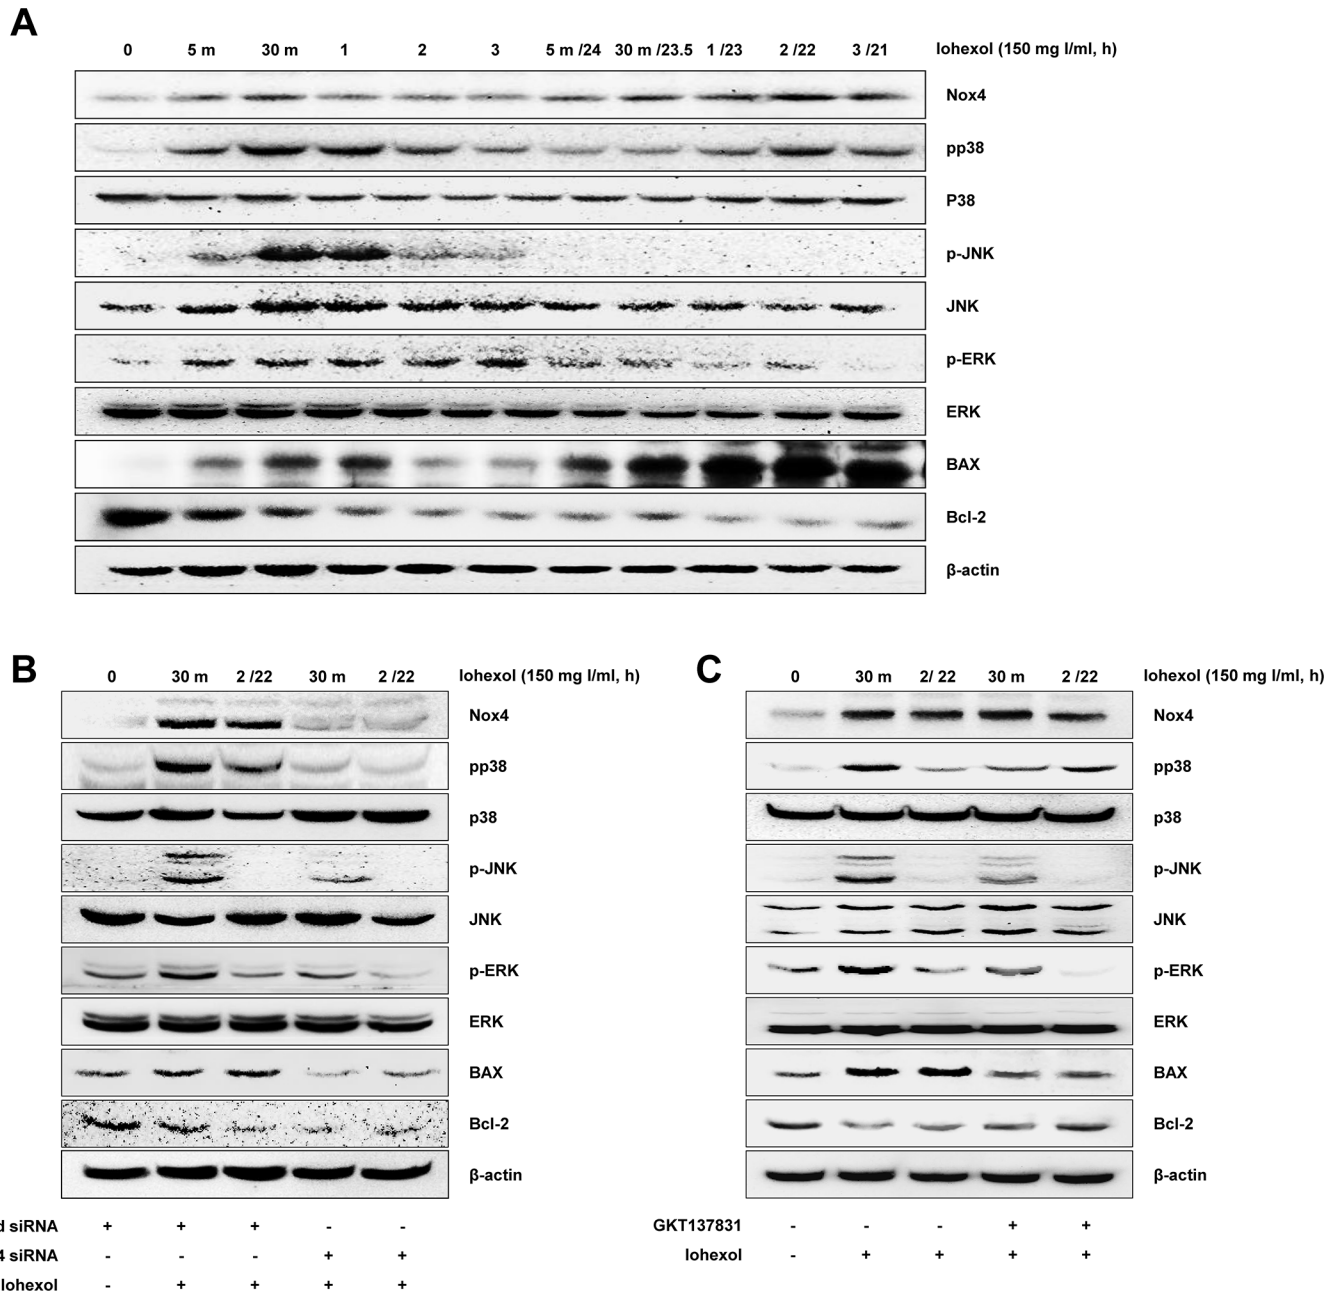 A
0 5 m 30 m 1 2 3 5 m /24 30 m /23.5 1 /23 2 /22 3 /21 Iohexol (150 mg I/ml, h)
Nox4
pp38
P38
p-JNK
JNK
p-ERK
ERK
BAX
Bcl-2
β-actin
B
0 30 m 2 /22 30 m 2 /22 Iohexol (150 mg I/ml, h)
Nox4
pp38
p38
p-JNK
JNK
p-ERK
ERK
BAX
Bcl-2
β-actin
siRNA + + + - -
4 siRNA - - - + +
Iohexol - + + + +
C
0 30 m 2/ 22 30 m 2 /22 Iohexol (150 mg I/ml, h)
Nox4
pp38
p38
p-JNK
JNK
p-ERK
ERK
BAX
Bcl-2
β-actin
GKT137831 - - - + +
Iohexol - + + + +